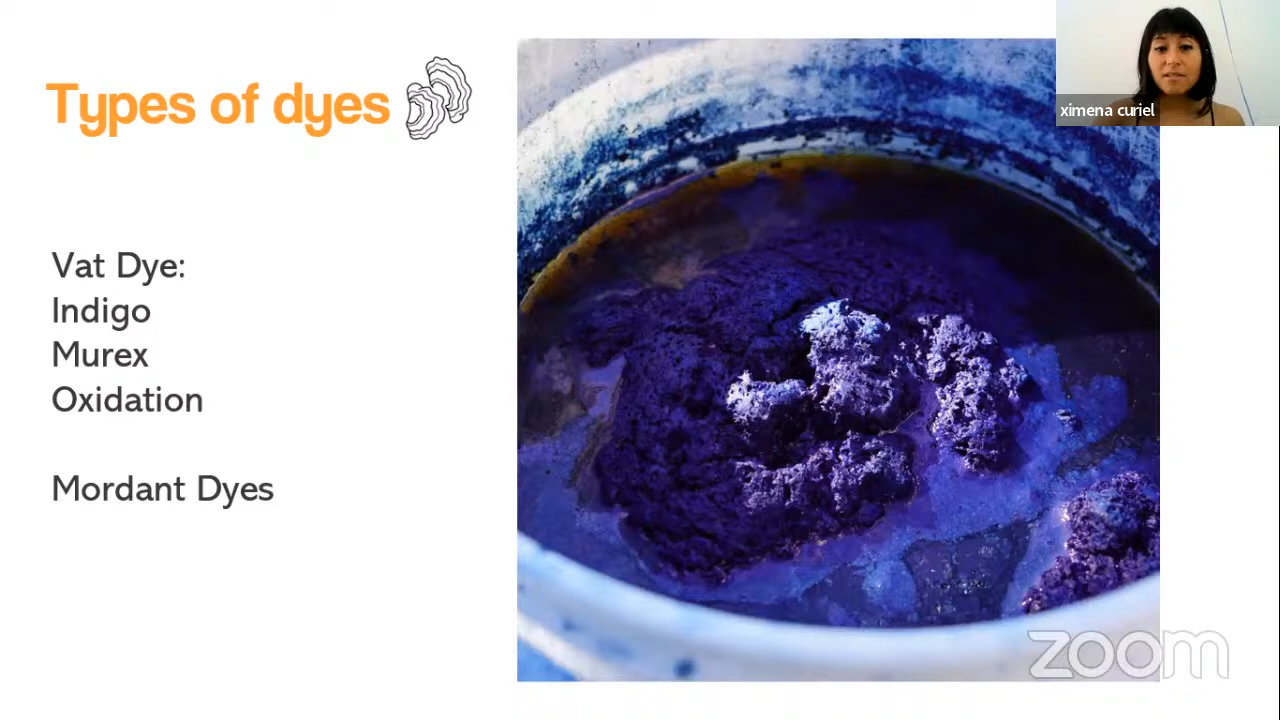 Types of dyes
ximena curiel
Vat Dye:
Indigo
Murex
Oxidation
Mordant Dyes
zoom